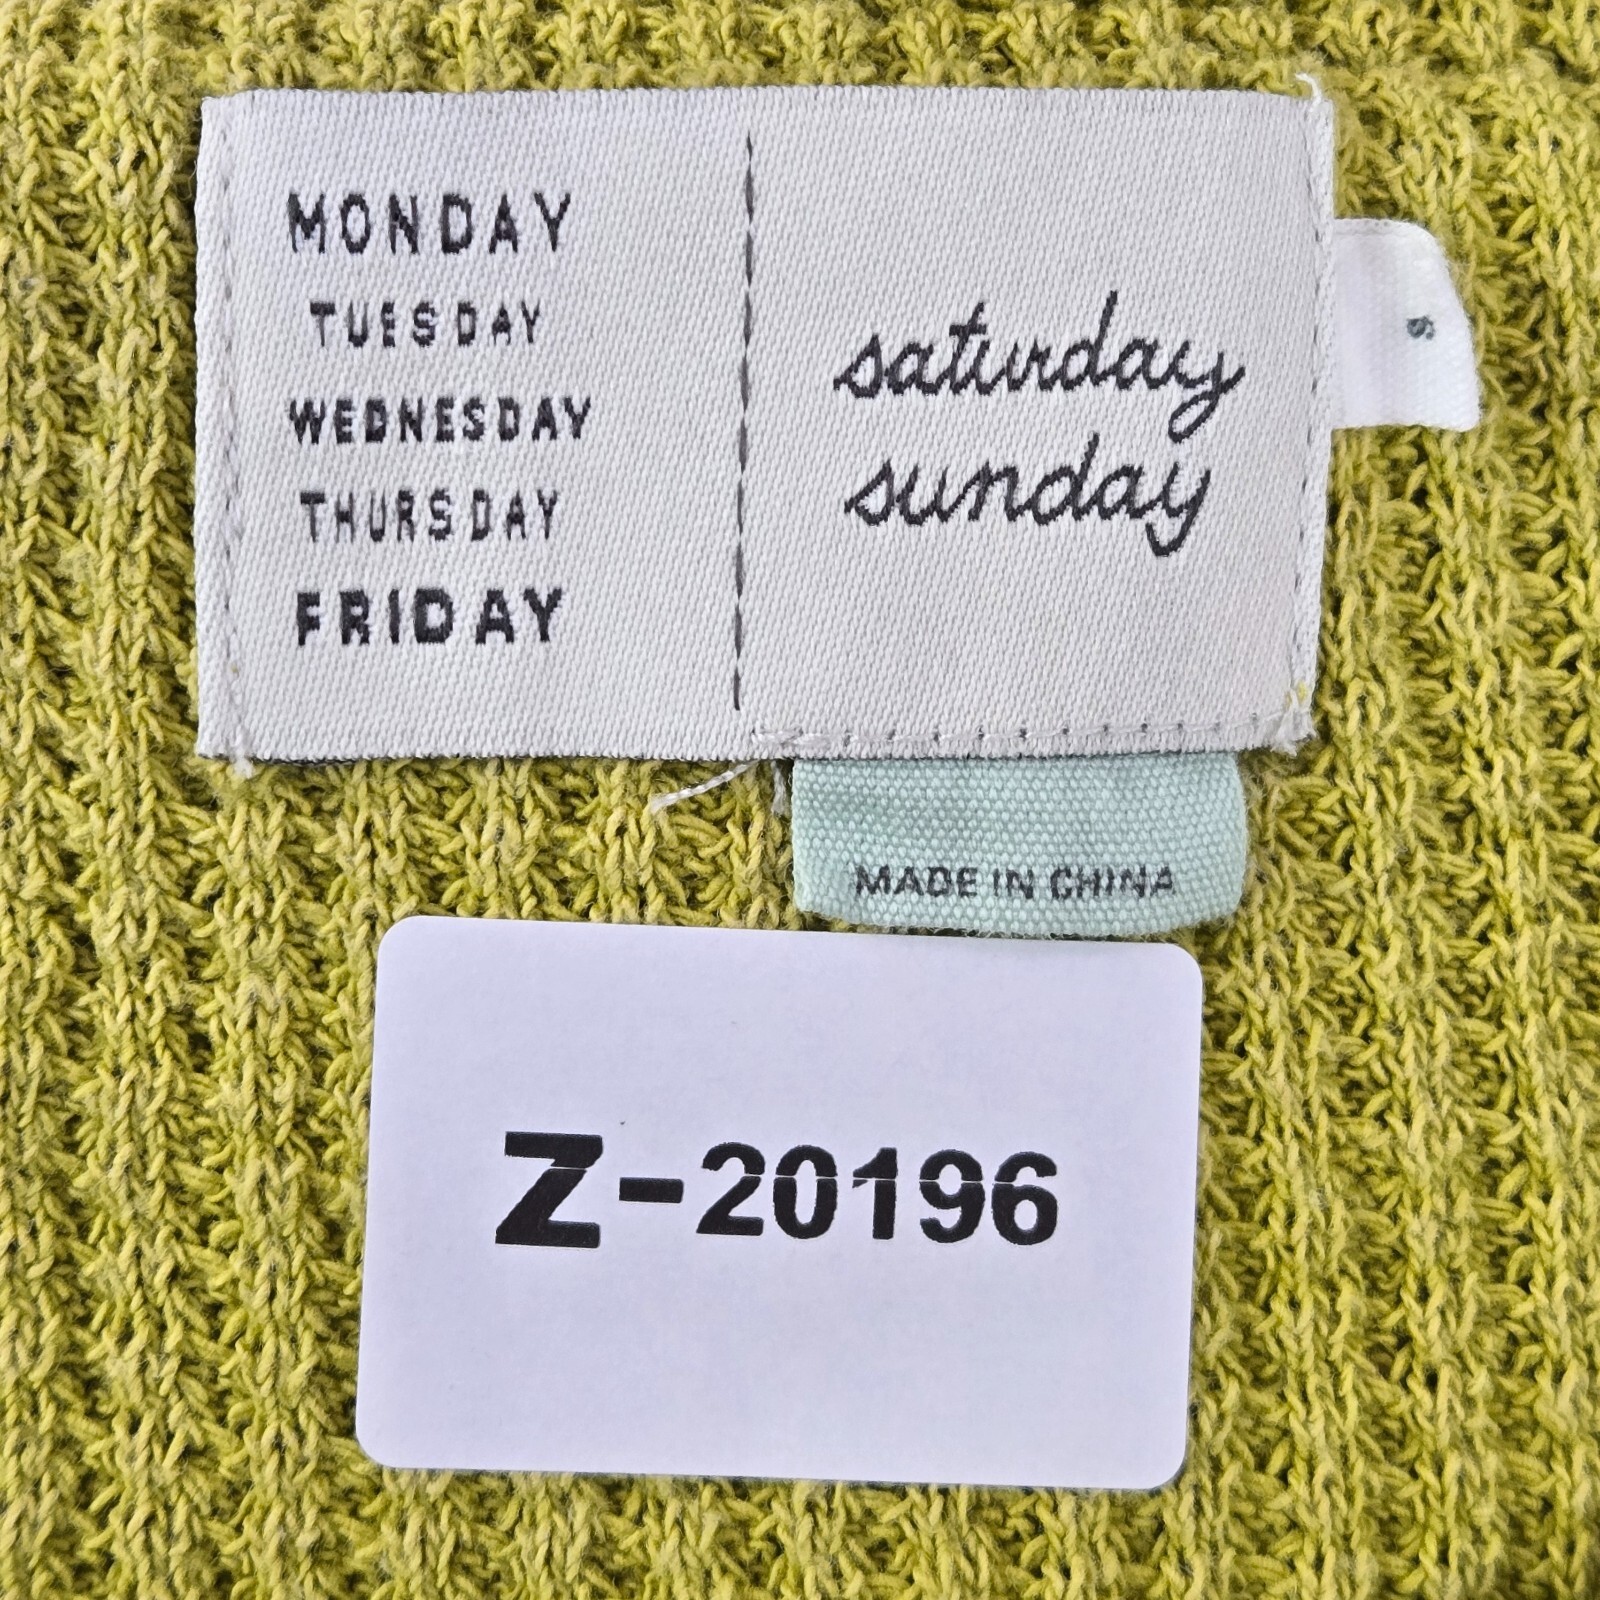 MONDAY
TUESDAY
WEDNESDAY
THURSDAY
FRIDAY
saturday
sunday
S
MADE IN CHINA
Z-20196